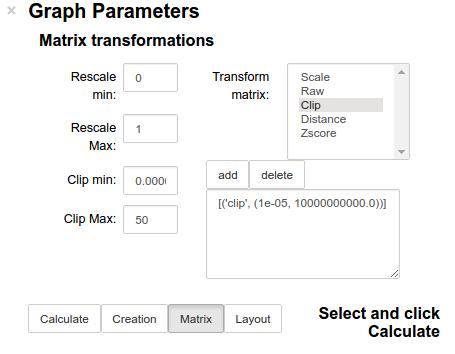 × Graph Parameters
Matrix transformations
Rescale min: 0
Transform matrix:
Scale
Raw
Clip
Distance
Zscore
Rescale Max: 1
Clip min: 0.000
Clip Max: 50
add delete
[('clip', (1e-05, 10000000000.0))]
Calculate Creation Matrix Layout
Select and click
Calculate